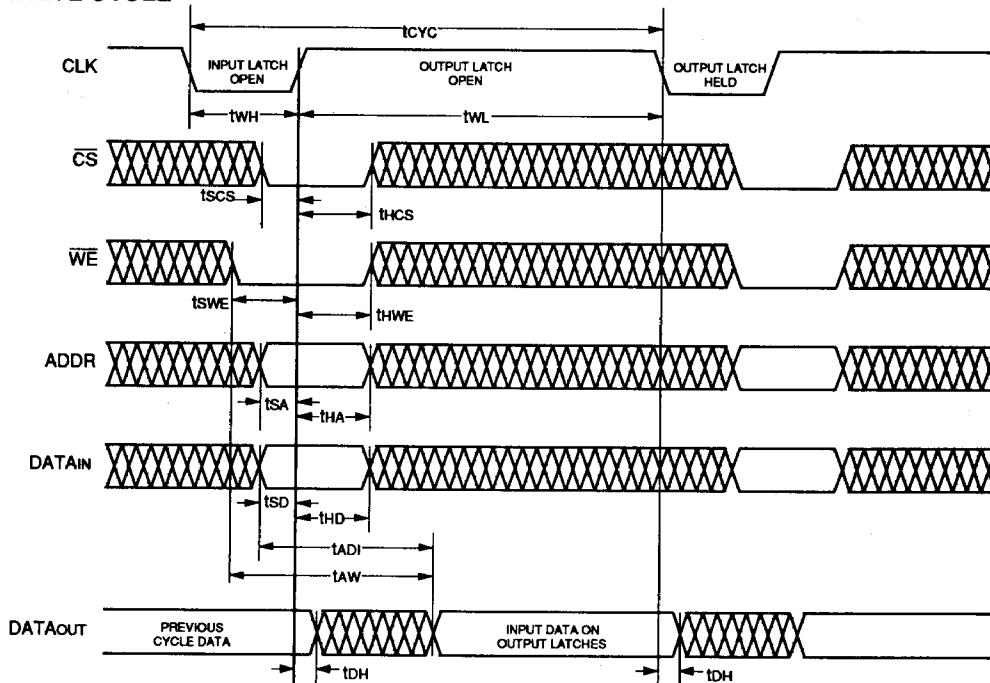 tCYC
CLK
INPUT LATCH
OPEN
OUTPUT LATCH
OPEN
OUTPUT LATCH
HELD
tWH
tWL
CS
tSCS
tHCS
WE
tSWE
tHWE
ADDR
tSA
tHA
DATAIN
tSD
tHD
tADI
tAW
DATAOUT
PREVIOUS
CYCLE DATA
INPUT DATA ON
OUTPUT LATCHES
tDH
tDH